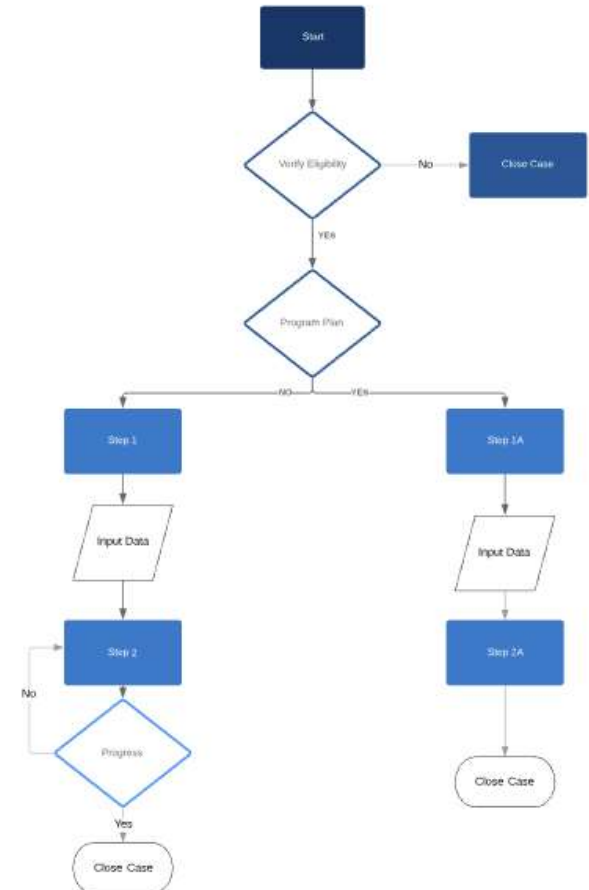 Start
Verify Eligibility
No
Close Case
YES
Program Plan
NO
YES
Step 1
Step 1A
Input Data
Input Data
Step 2
Step 2A
No
Progress
Close Case
Yes
Close Case